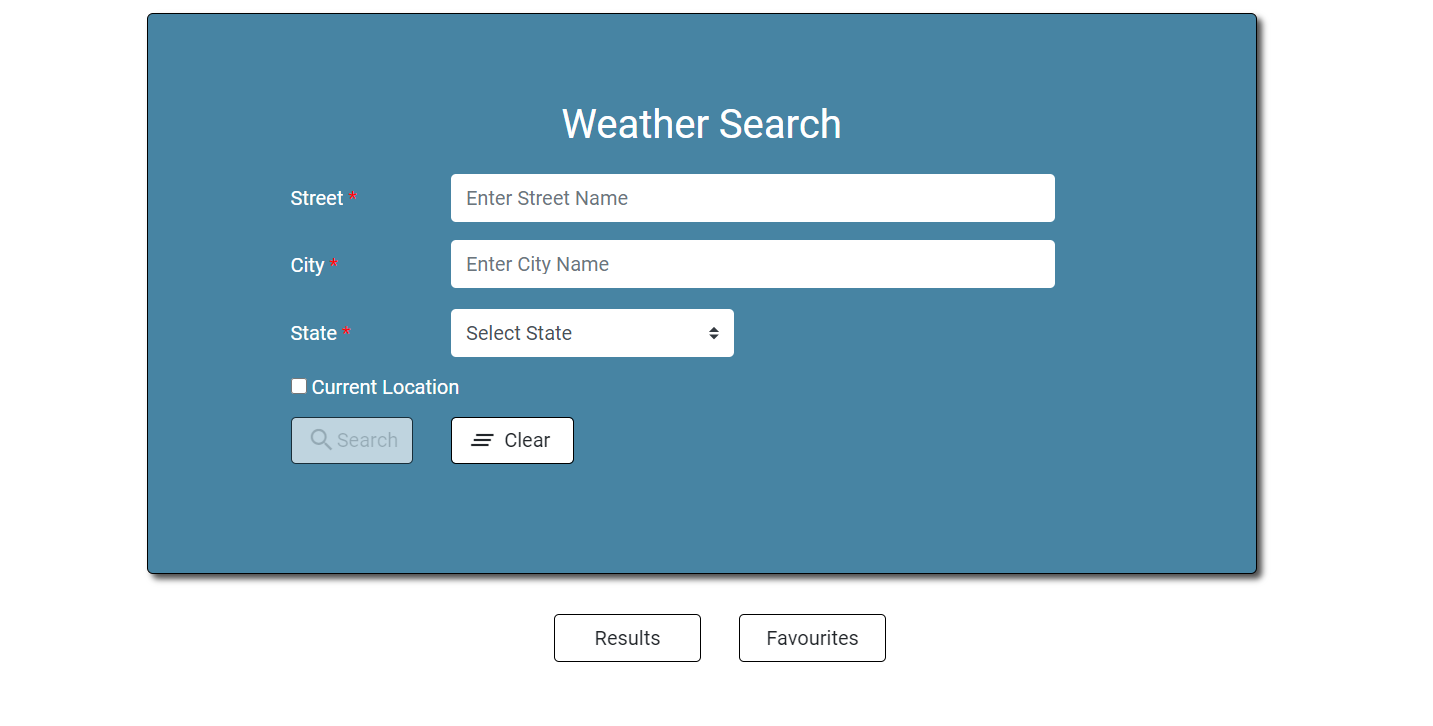 Weather Search
Street * Enter Street Name
City * Enter City Name
State * Select State
Current Location
Search Clear
Results Favourites